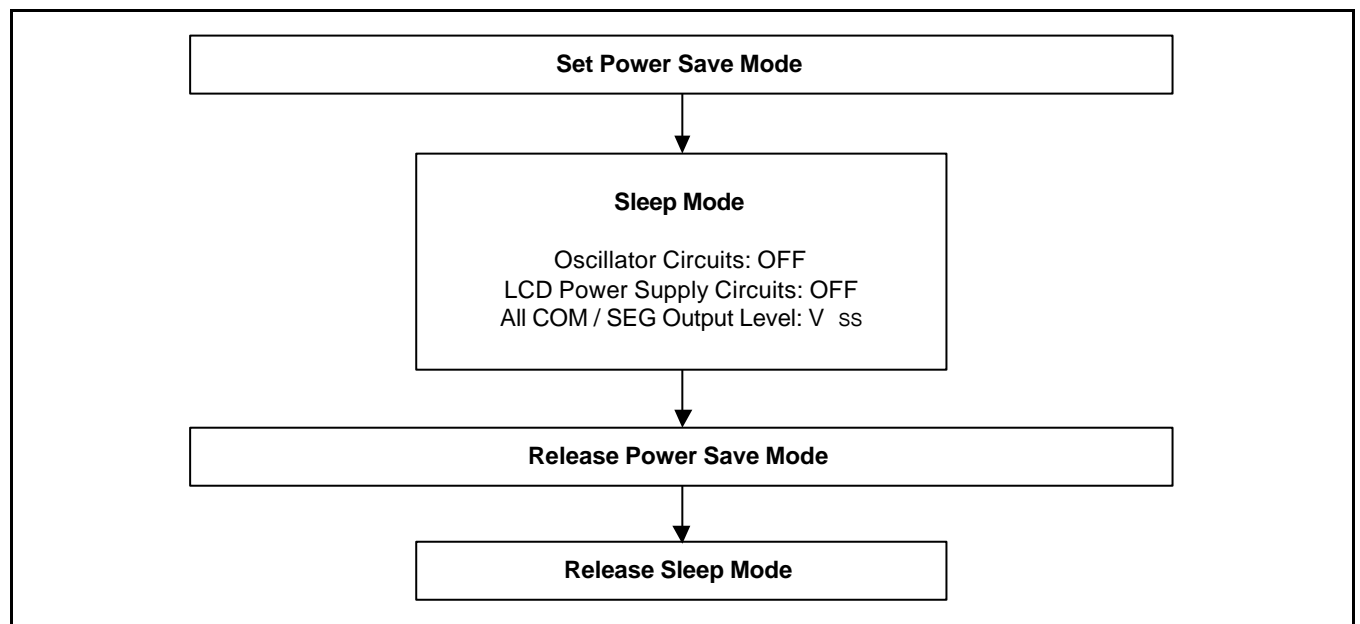 Set Power Save Mode
Sleep Mode
Oscillator Circuits: OFF
LCD Power Supply Circuits: OFF
All COM / SEG Output Level: V SS
Release Power Save Mode
Release Sleep Mode